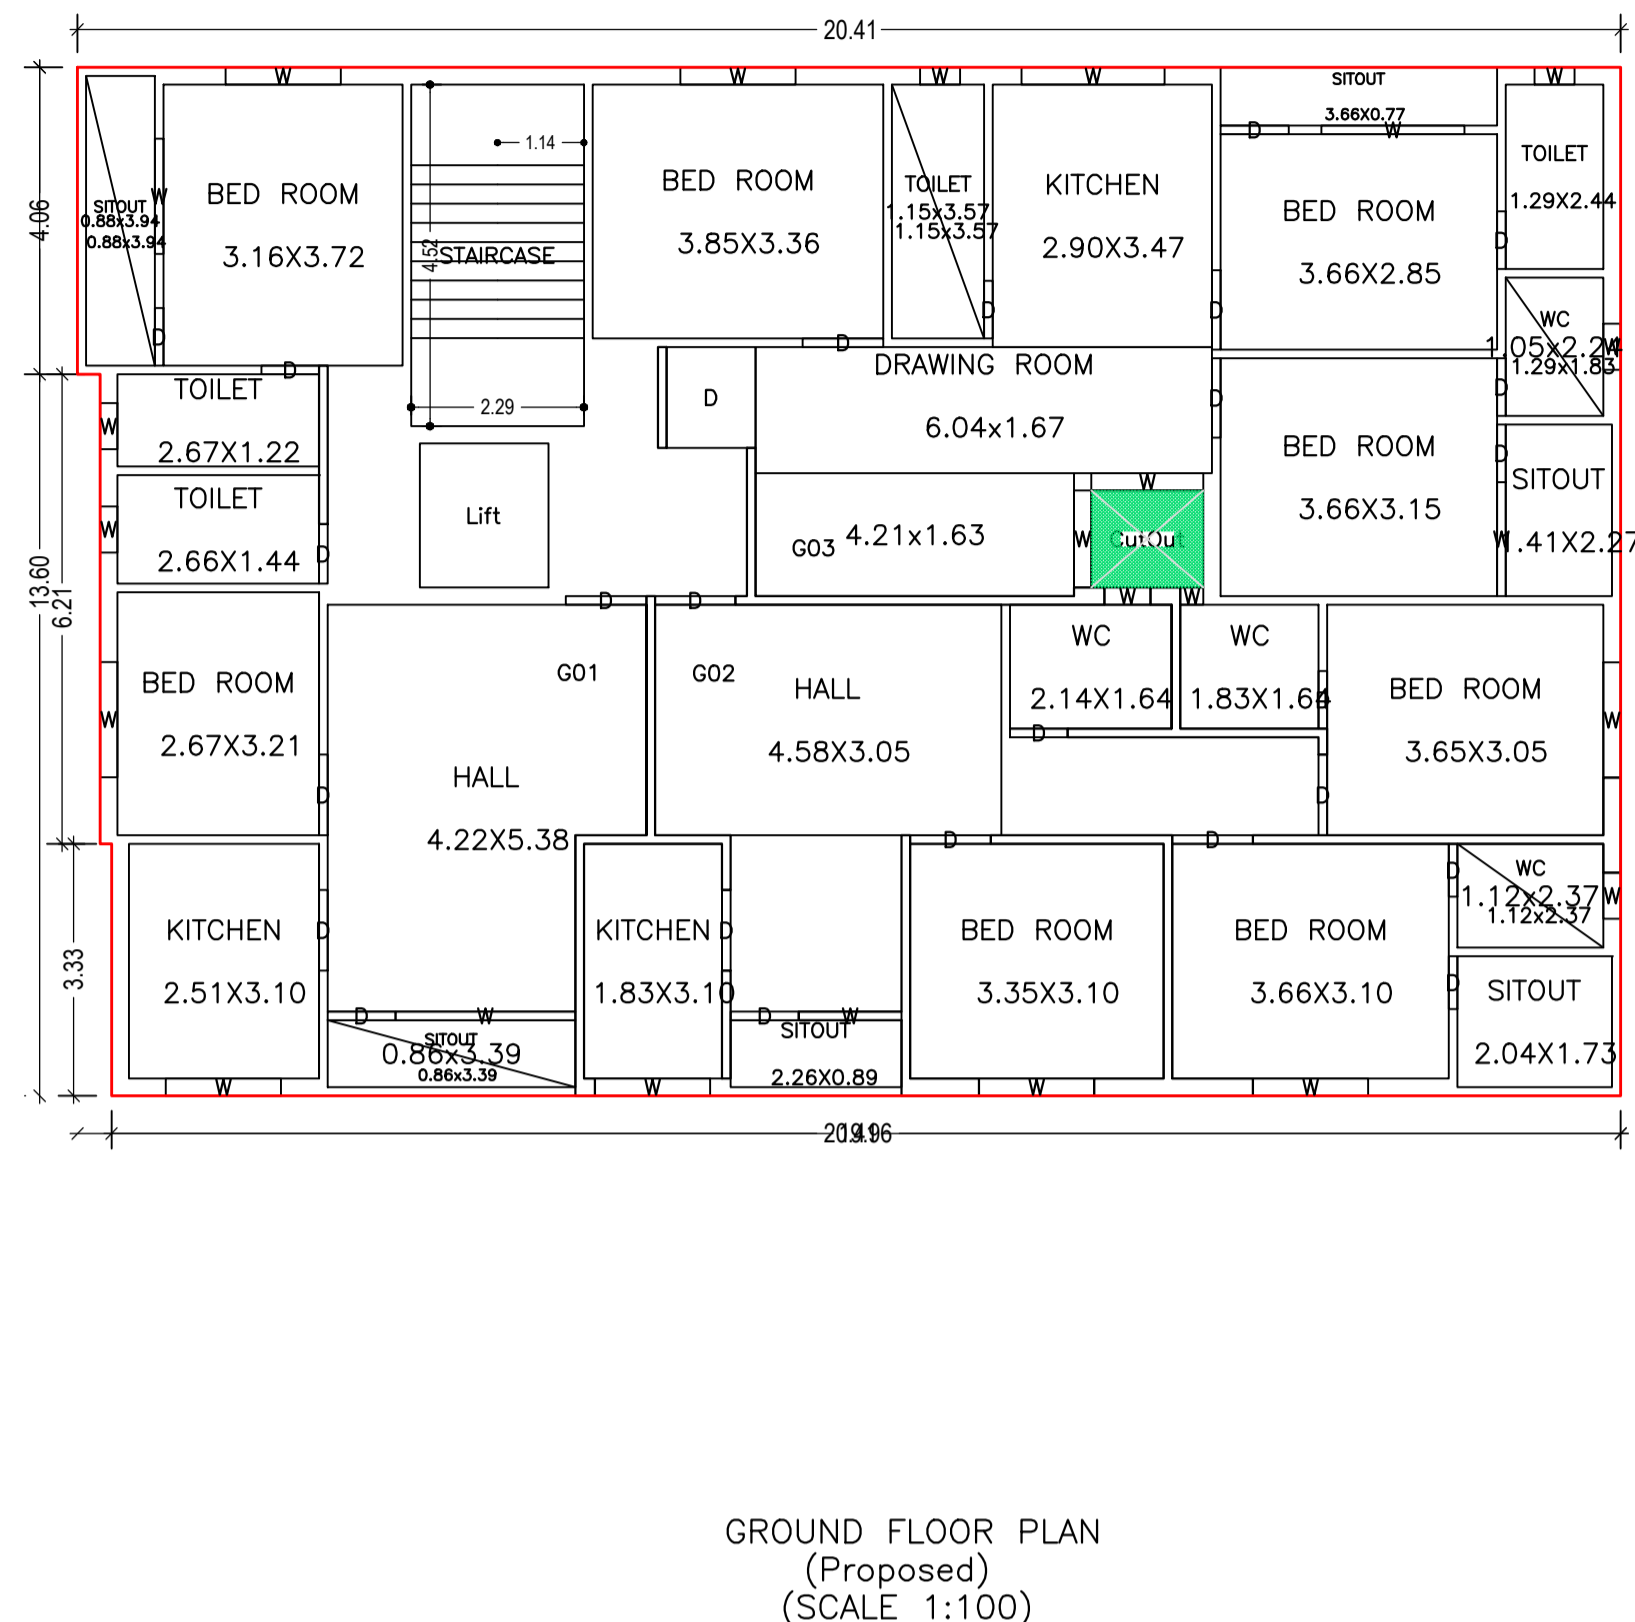 20.41
W
W
W
W
SITOUT
3.66X0.77
W
D
W
4.06
SITOUT
0.88x3.94
0.88x3.94
W
D
BED ROOM
3.16X3.72
D
1.14
4.52
STAIRCASE
2.29
BED ROOM
3.85X3.36
D
TOILET
1.15x3.57
1.15x3.57
D
KITCHEN
2.90X3.47
D
BED ROOM
3.66X2.85
D
TOILET
1.29X2.44
WC
1.05x2.24
1.29x1.83
W
13.60
6.21
TOILET
2.67X1.22
W
TOILET
2.66X1.44
W
D
Lift
D
DRAWING ROOM
6.04x1.67
D
G03
4.21x1.63
W
W
CutOut
W
W
BED ROOM
3.66X3.15
D
D
W
SITOUT
1.41X2.27
BED ROOM
2.67X3.21
W
D
D
D
G01
HALL
4.22X5.38
G02
HALL
4.58X3.05
WC
2.14X1.64
D
WC
1.83X1.64
D
D
BED ROOM
3.65X3.05
W
3.33
KITCHEN
2.51X3.10
W
D
D
W
SITOUT
0.86x3.39
0.86x3.39
KITCHEN
1.83X3.10
W
D
D
W
SITOUT
2.26X0.89
D
BED ROOM
3.35X3.10
W
D
BED ROOM
3.66X3.10
W
D
WC
1.12x2.37
1.12x2.37
W
D
SITOUT
2.04X1.73
GROUND FLOOR PLAN
(Proposed)
(SCALE 1:100)